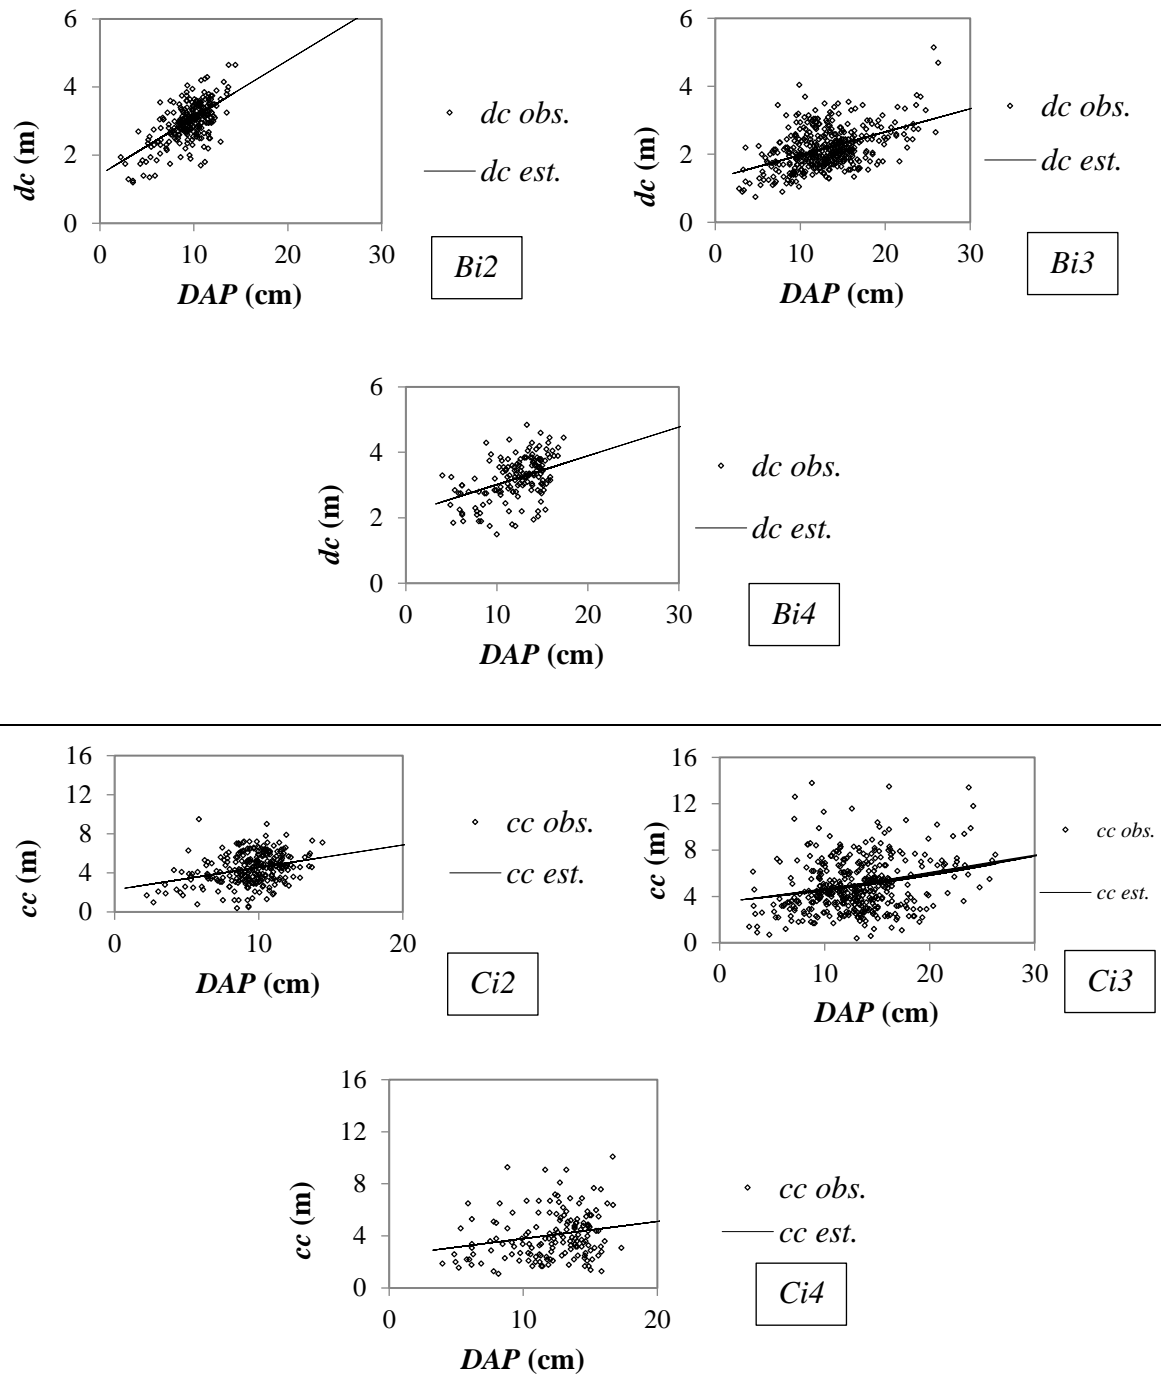 6
4
2
0
dc (m)
0 10 20 30
DAP (cm)
dc obs.
dc est.
Bi2
6
4
2
0
dc (m)
0 10 20 30
DAP (cm)
dc obs.
dc est.
Bi3
6
4
2
0
dc (m)
0 10 20 30
DAP (cm)
dc obs.
dc est.
Bi4
16
12
8
4
0
cc (m)
0 10 20
DAP (cm)
cc obs.
cc est.
Ci2
16
12
8
4
0
cc (m)
0 10 20 30
DAP (cm)
cc obs.
cc est.
Ci3
16
12
8
4
0
cc (m)
0 10 20
DAP (cm)
cc obs.
cc est.
Ci4